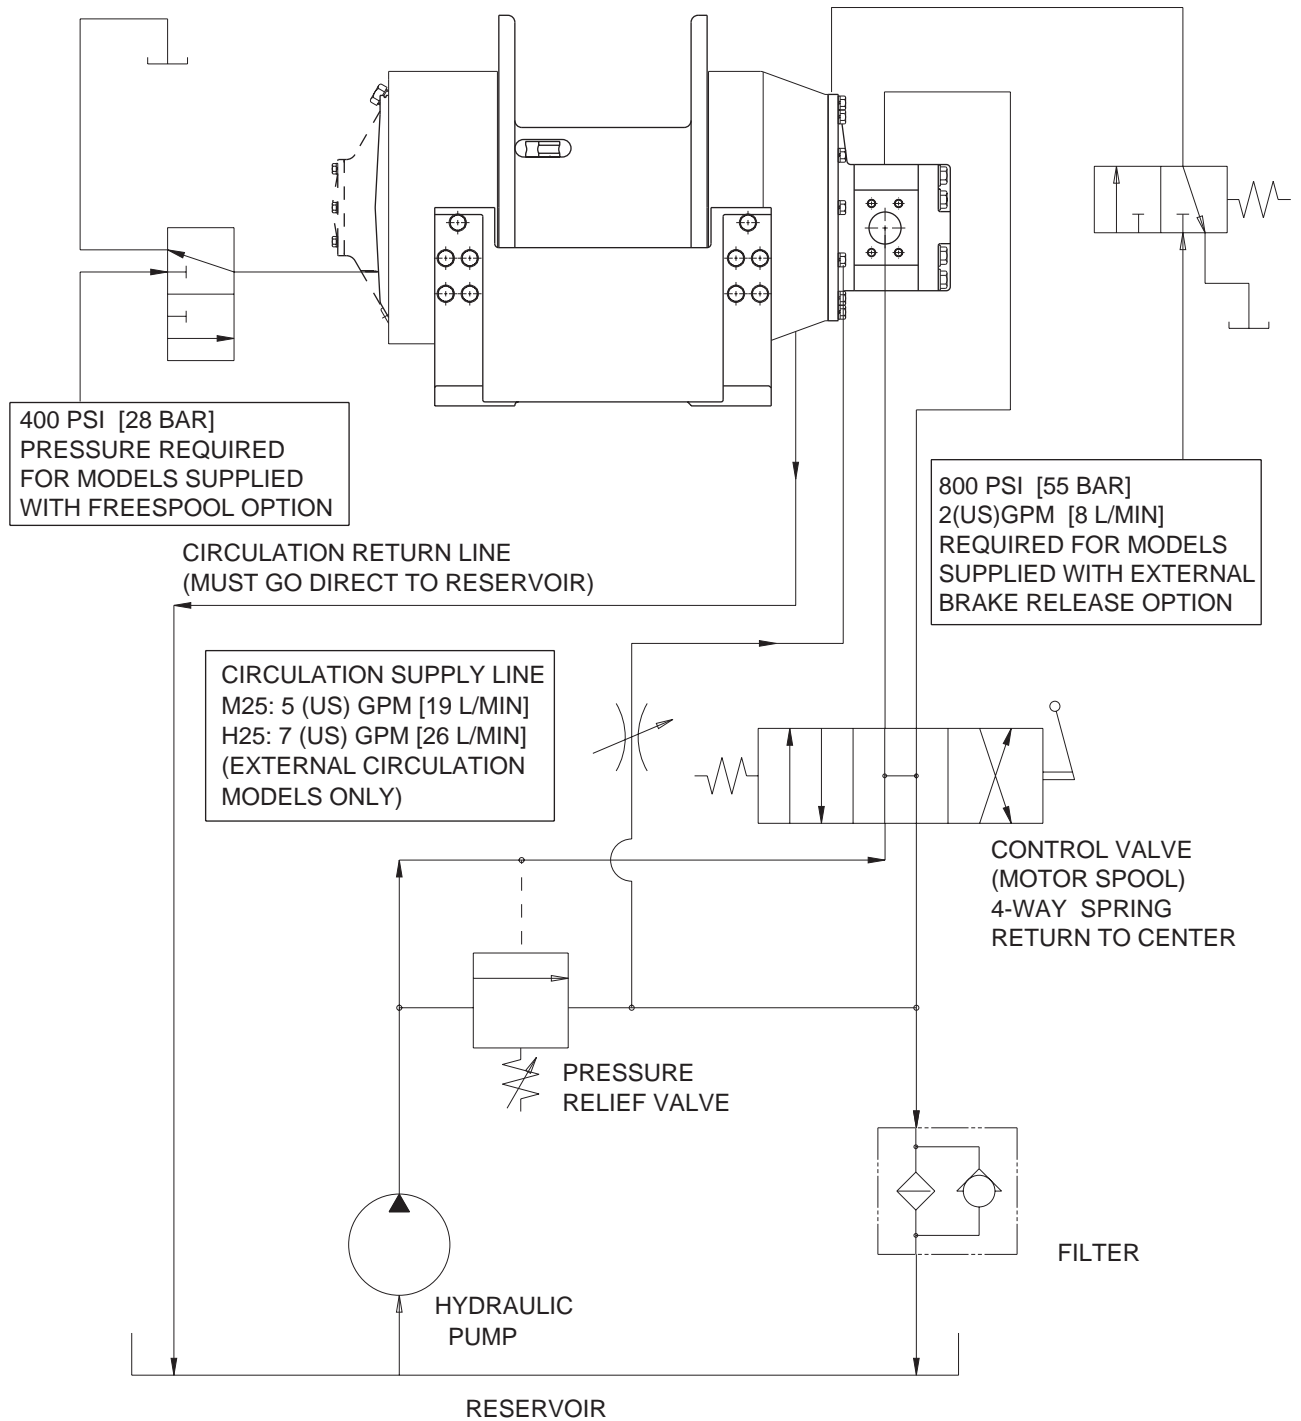 400 PSI [28 BAR]
PRESSURE REQUIRED
FOR MODELS SUPPLIED
WITH FREESPOOL OPTION
800 PSI [55 BAR]
2(US)GPM [8 L/MIN]
REQUIRED FOR MODELS
SUPPLIED WITH EXTERNAL
BRAKE RELEASE OPTION
CIRCULATION RETURN LINE
(MUST GO DIRECT TO RESERVOIR)
CIRCULATION SUPPLY LINE
M25: 5 (US) GPM [19 L/MIN]
H25: 7 (US) GPM [26 L/MIN]
(EXTERNAL CIRCULATION
MODELS ONLY)
CONTROL VALVE
(MOTOR SPOOL)
4-WAY SPRING
RETURN TO CENTER
PRESSURE
RELIEF VALVE
FILTER
HYDRAULIC
PUMP
RESERVOIR